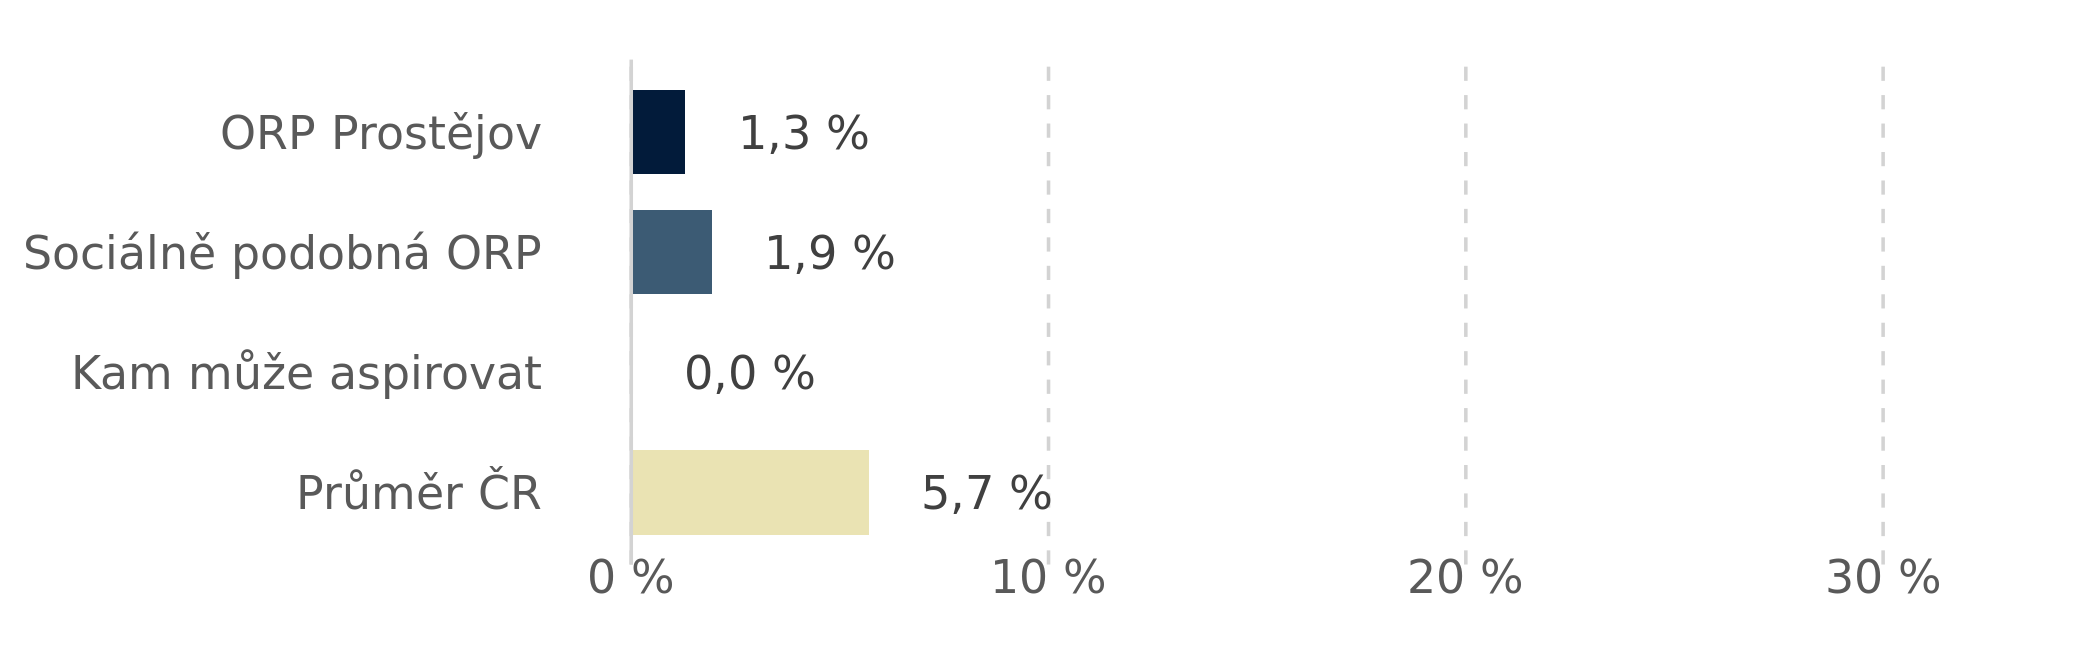 ORP Prostějov 1,3 %
Sociálně podobná ORP 1,9 %
Kam může aspirovat 0,0 %
Průměr ČR 5,7 %
0 % 10 % 20 % 30 %